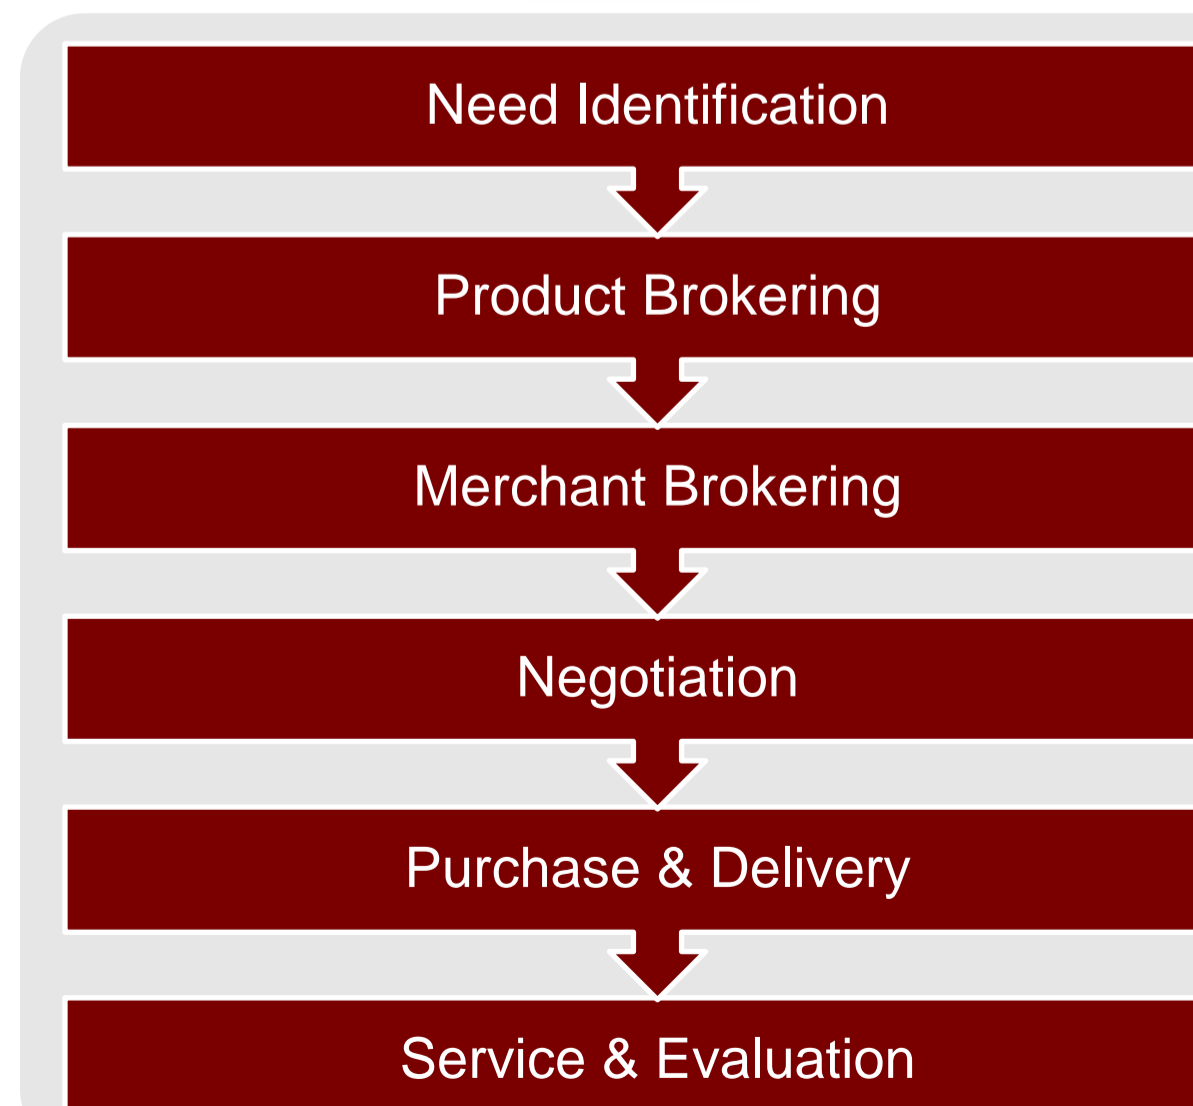 Need Identification
Product Brokering
Merchant Brokering
Negotiation
Purchase & Delivery
Service & Evaluation